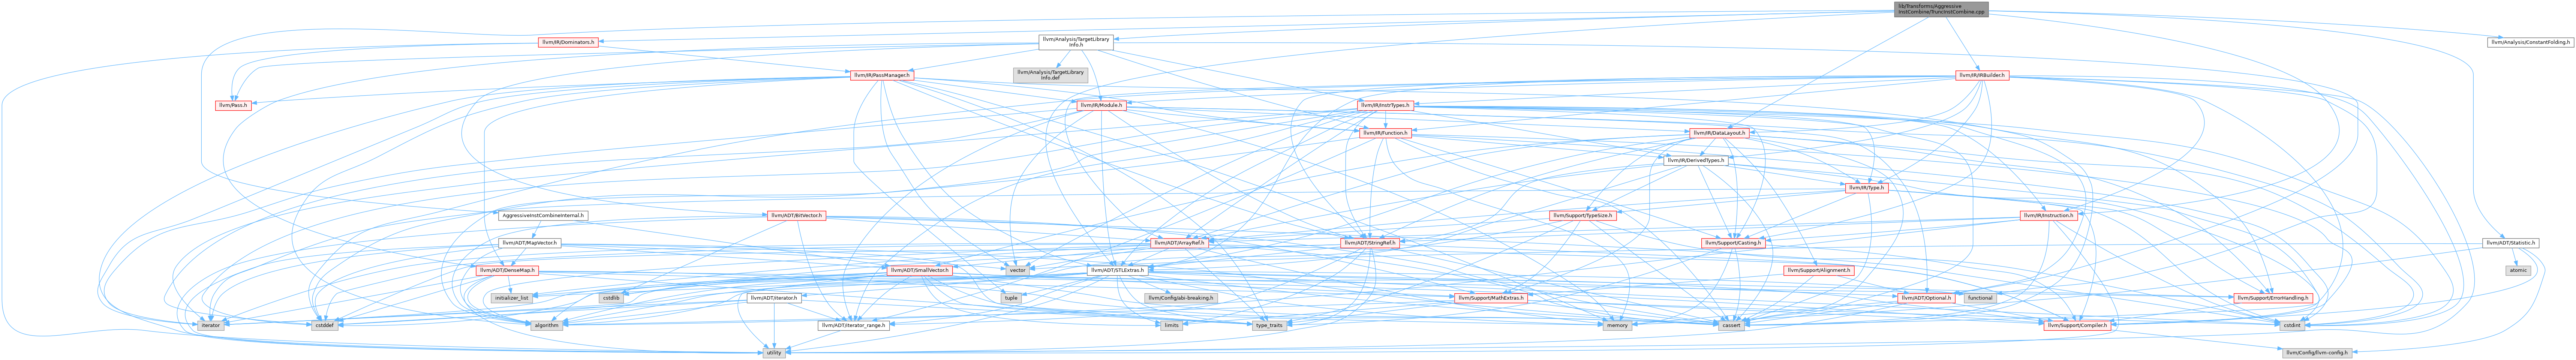 lib/Transforms/Aggressive
InstCombine/TruncInstCombine.cpp
llvm/IR/Dominators.h
llvm/Analysis/TargetLibrary
Info.h
llvm/Analysis/ConstantFolding.h
llvm/IR/PassManager.h
llvm/Analysis/TargetLibrary
Info.def
llvm/IR/IRBuilder.h
llvm/Pass.h
llvm/IR/Module.h
llvm/IR/InstrTypes.h
llvm/IR/Function.h
llvm/IR/DataLayout.h
llvm/IR/DerivedTypes.h
llvm/IR/Type.h
AggressiveInstCombineInternal.h
llvm/ADT/BitVector.h
llvm/Support/TypeSize.h
llvm/IR/Instruction.h
llvm/ADT/MapVector.h
llvm/ADT/ArrayRef.h
llvm/ADT/StringRef.h
llvm/Support/Casting.h
llvm/ADT/Statistic.h
llvm/ADT/DenseMap.h
llvm/ADT/SmallVector.h
vector
llvm/ADT/STLExtras.h
llvm/Support/Alignment.h
atomic
initializer_list
cstdlib
llvm/ADT/iterator.h
tuple
llvm/Config/abi-breaking.h
llvm/Support/MathExtras.h
llvm/ADT/Optional.h
functional
llvm/Support/ErrorHandling.h
iterator
cstddef
algorithm
llvm/ADT/iterator_range.h
limits
type_traits
memory
cassert
llvm/Support/Compiler.h
cstdint
utility
llvm/Config/llvm-config.h